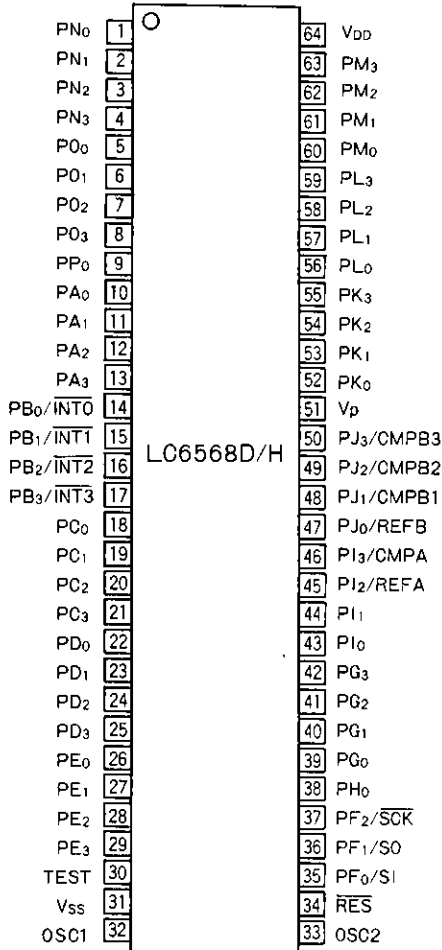 PN0 1 64 VDD
PN1 2 63 PM3
PN2 3 62 PM2
PN3 4 61 PM1
PO0 5 60 PM0
PO1 6 59 PL3
PO2 7 58 PL2
PO3 8 57 PL1
PP0 9 56 PL0
PA0 10 55 PK3
PA1 11 54 PK2
PA2 12 53 PK1
PA3 13 52 PK0
PB0/INT0 14 51 Vp
PB1/INT1 15 50 PJ3/CMPB3
PB2/INT2 16 LC6568D/H 49 PJ2/CMPB2
PB3/INT3 17 48 PJ1/CMPB1
PC0 18 47 PJ0/REFB
PC1 19 46 PI3/CMPA
PC2 20 45 PI2/REFA
PC3 21 44 PI1
PD0 22 43 PI0
PD1 23 42 PG3
PD2 24 41 PG2
PD3 25 40 PG1
PE0 26 39 PG0
PE1 27 38 PH0
PE2 28 37 PF2/SCK
PE3 29 36 PF1/SO
TEST 30 35 PF0/SI
VSS 31 34 RES
OSC1 32 33 OSC2